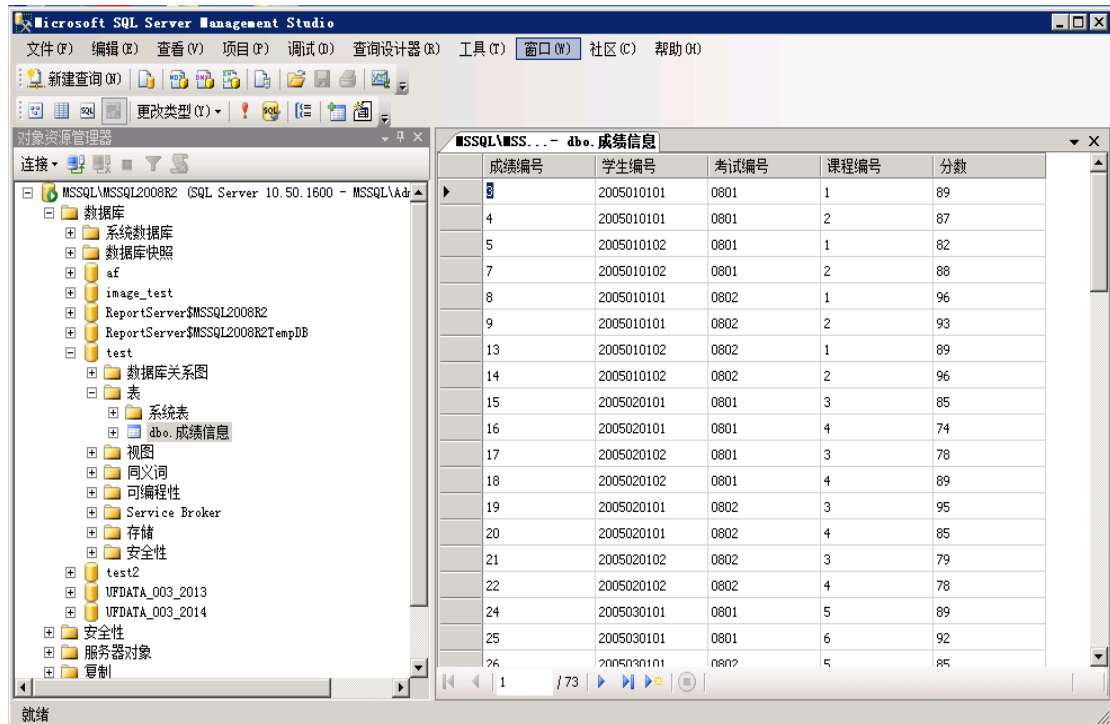 Microsoft SQL Server Management Studio
文件(F) 编辑(E) 查看(V) 项目(P) 调试(D) 查询设计器(R) 工具(T) 窗口(W) 社区(C) 帮助(H)
新建查询(N)
更改类型(Y)
对象资源管理器
连接
MSSQL\MSSQL2008R2 (SQL Server 10.50.1600 - MSSQL\Adr
数据库
系统数据库
数据库快照
af
image_test
ReportServer$MSSQL2008R2
ReportServer$MSSQL2008R2TempDB
test
数据库关系图
表
系统表
dbo.成绩信息
视图
同义词
可编程性
Service Broker
存储
安全性
test2
UFDATA_003_2013
UFDATA_003_2014
安全性
服务器对象
复制
MSSQL\MSS...- dbo.成绩信息
成绩编号 学生编号 考试编号 课程编号 分数
3 2005010101 0801 1 89
4 2005010101 0801 2 87
5 2005010102 0801 1 82
7 2005010102 0801 2 88
8 2005010101 0802 1 96
9 2005010101 0802 2 93
13 2005010102 0802 1 89
14 2005010102 0802 2 96
15 2005020101 0801 3 85
16 2005020101 0801 4 74
17 2005020102 0801 3 78
18 2005020102 0801 4 89
19 2005020101 0802 3 95
20 2005020101 0802 4 85
21 2005020102 0802 3 79
22 2005020102 0802 4 78
24 2005030101 0801 5 89
25 2005030101 0801 6 92
26 2005030101 0802 5 85
1 / 73
就绪